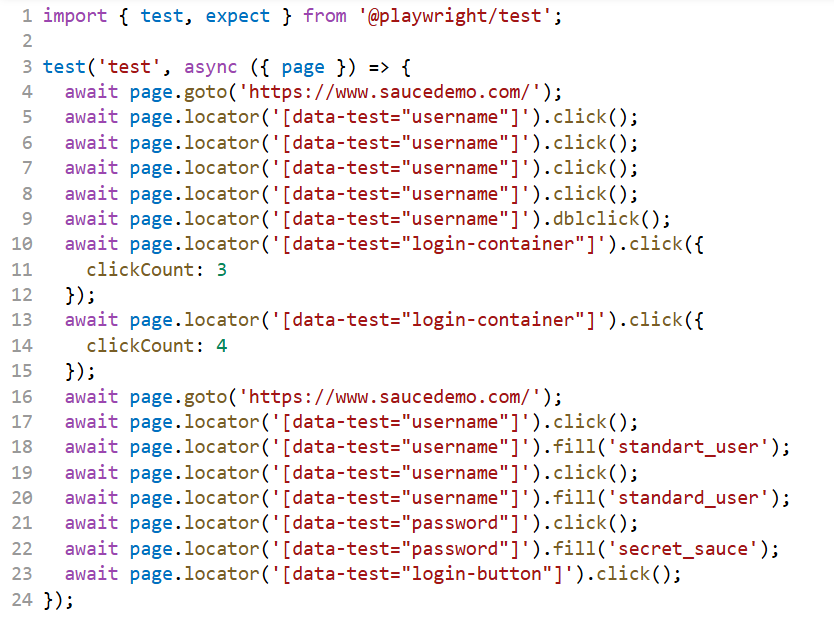 1 import { test, expect } from '@playwright/test';
2
3 test('test', async ({ page }) => {
4   await page.goto('https://www.saucedemo.com/');
5   await page.locator('[data-test="username"]').click();
6   await page.locator('[data-test="username"]').click();
7   await page.locator('[data-test="username"]').click();
8   await page.locator('[data-test="username"]').click();
9   await page.locator('[data-test="username"]').dblclick();
10   await page.locator('[data-test="login-container"]').click({
11     clickCount: 3
12   });
13   await page.locator('[data-test="login-container"]').click({
14     clickCount: 4
15   });
16   await page.goto('https://www.saucedemo.com/');
17   await page.locator('[data-test="username"]').click();
18   await page.locator('[data-test="username"]').fill('standart_user');
19   await page.locator('[data-test="username"]').click();
20   await page.locator('[data-test="username"]').fill('standard_user');
21   await page.locator('[data-test="password"]').click();
22   await page.locator('[data-test="password"]').fill('secret_sauce');
23   await page.locator('[data-test="login-button"]').click();
24 });